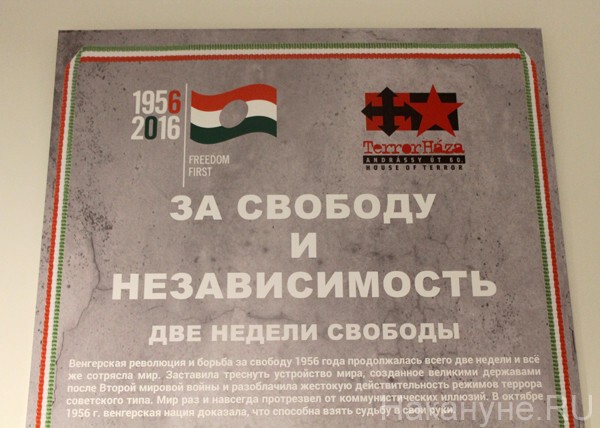 1956
2016
FREEDOM
FIRST
TerrorHáza
ANDRÁSSY ÚT 60.
HOUSE OF TERROR
ЗА СВОБОДУ
И
НЕЗАВИСИМОСТЬ
ДВЕ НЕДЕЛИ СВОБОДЫ
Венгерская революция и борьба за свободу 1956 года продолжалась всего две недели и всё
же сотрясла мир. Заставила треснуть устройство мира, созданное великими державами
после Второй мировой войны и разоблачила жестокую действительность режимов террора
советского типа. Мир раз и навсегда протрезвел от коммунистических иллюзий. В октябре
1956 г. венгерская нация доказала, что способна взять судьбу в свои руки.
Накануне.RU